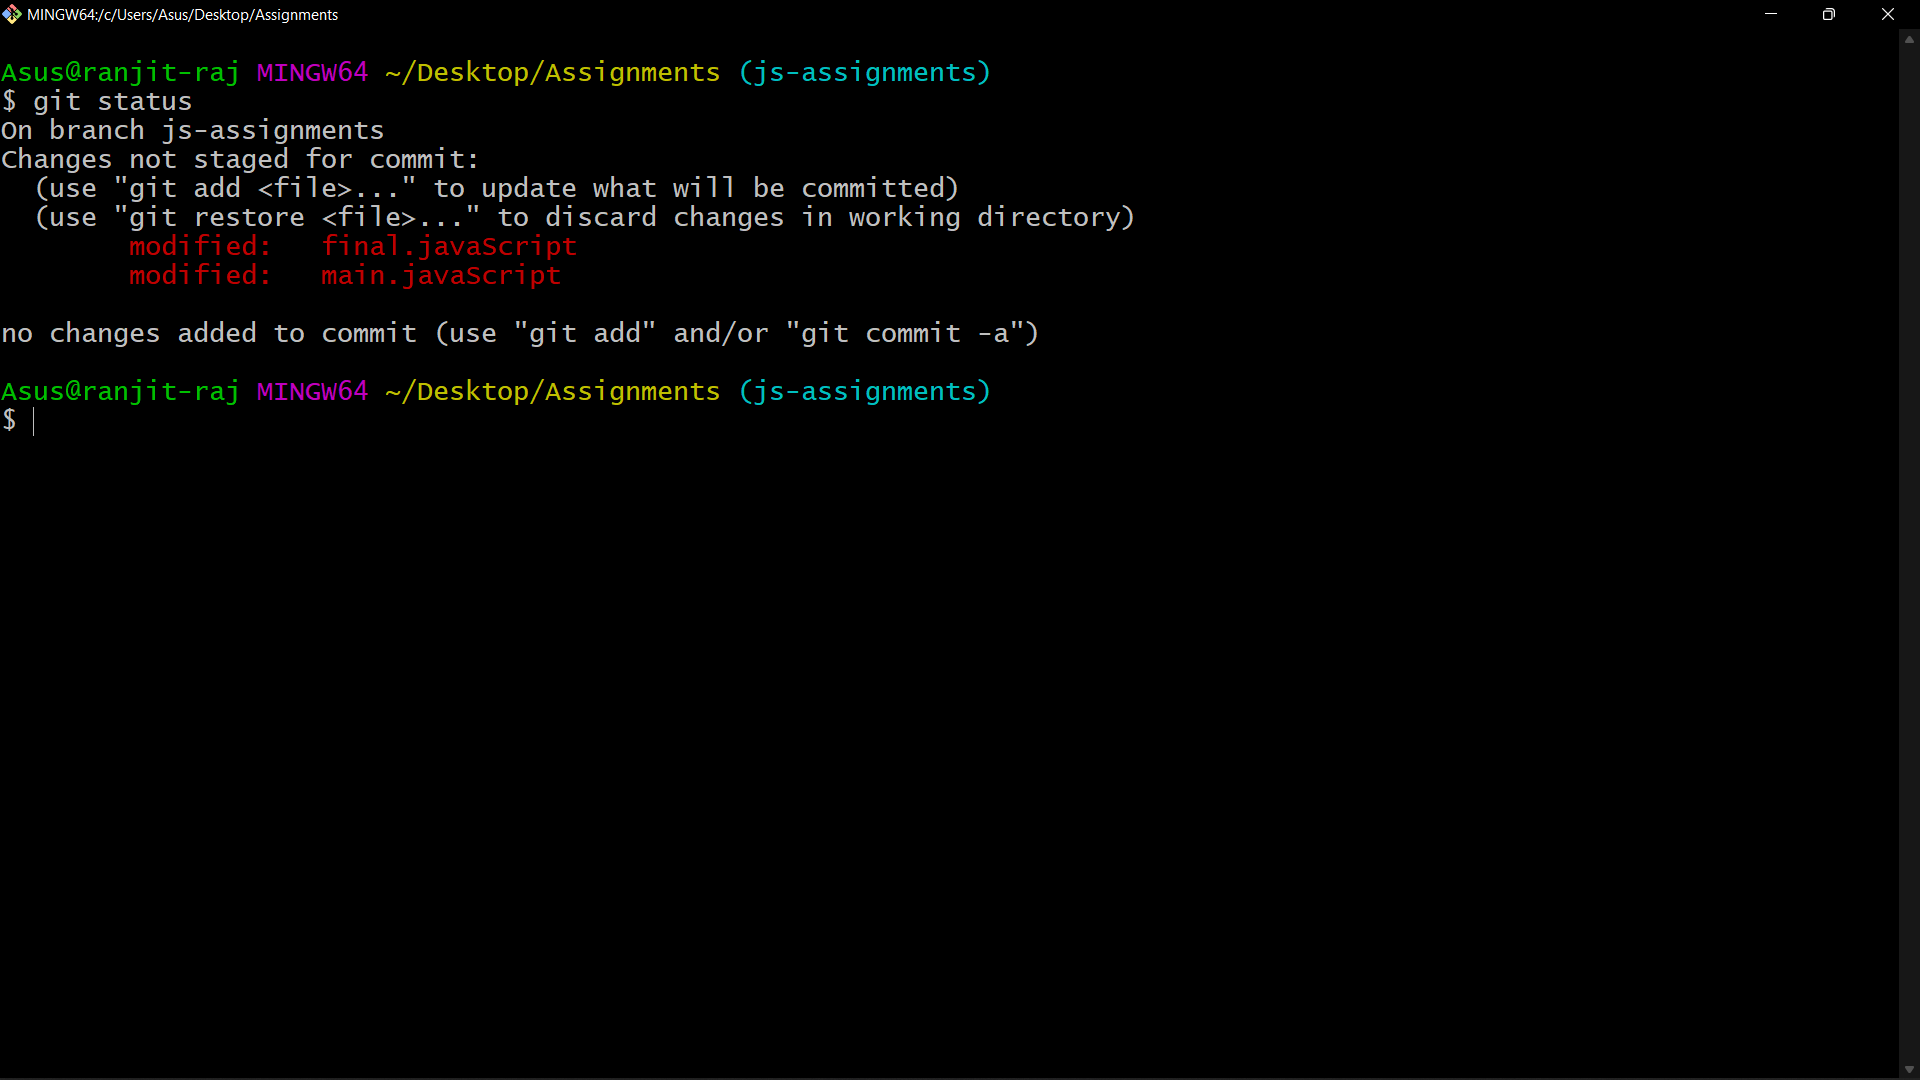 MINGW64:/c/Users/Asus/Desktop/Assignments
Asus@ranjit-raj MINGW64 ~/Desktop/Assignments (js-assignments)
$ git status
On branch js-assignments
Changes not staged for commit:
  (use "git add <file>..." to update what will be committed)
  (use "git restore <file>..." to discard changes in working directory)
        modified:   final.javaScript
        modified:   main.javaScript
no changes added to commit (use "git add" and/or "git commit -a")
Asus@ranjit-raj MINGW64 ~/Desktop/Assignments (js-assignments)
$